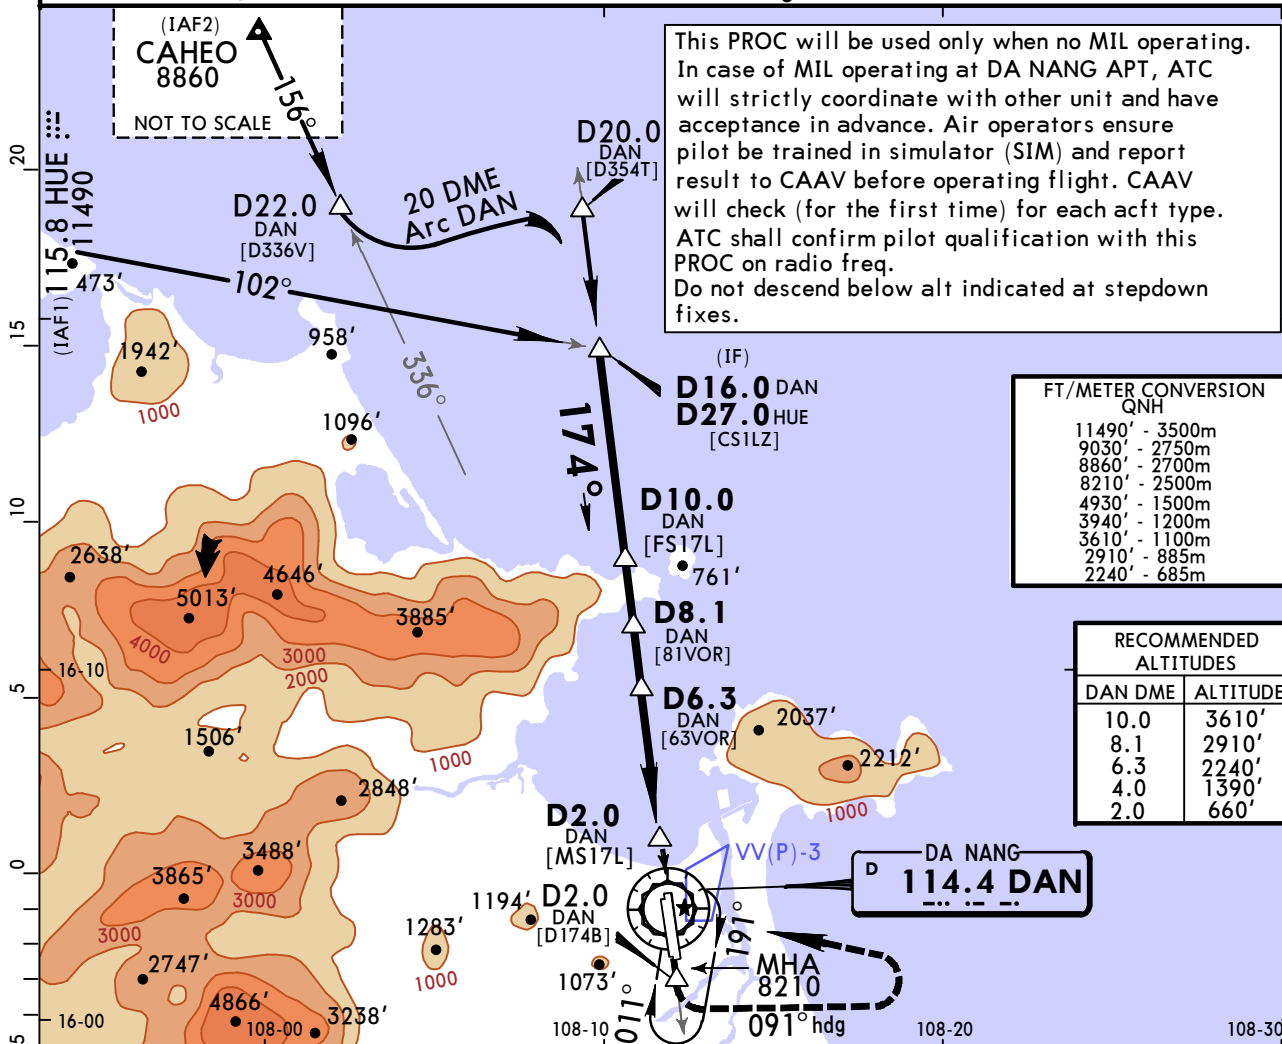 (IAF2)
CAHEO
8860
NOT TO SCALE
156°
This PROC will be used only when no MIL operating.
In case of MIL operating at DA NANG APT, ATC
will strictly coordinate with other unit and have
acceptance in advance. Air operators ensure
pilot be trained in simulator (SIM) and report
result to CAAV before operating flight. CAAV
will check (for the first time) for each acft type.
ATC shall confirm pilot qualification with this
PROC on radio freq.
Do not descend below alt indicated at stepdown
fixes.
D20.0
DAN
[D354T]
20 DME
Arc DAN
D22.0
DAN
[D336V]
(IAF1) 115.8 HUE
11490
473'
102°
336°
1942'
1000
958'
1096'
(IF)
D16.0 DAN
D27.0 HUE
[CS1LZ]
174°
FT/METER CONVERSION
QNH
11490' - 3500m
9030' - 2750m
8860' - 2700m
8210' - 2500m
4930' - 1500m
3940' - 1200m
3610' - 1100m
2910' - 885m
2240' - 685m
D10.0
DAN
[FS17L]
761'
2638'
5013'
4646'
3885'
4000
3000
2000
16-10
D8.1
DAN
[81VOR]
D6.3
DAN
[63VOR]
RECOMMENDED
ALTITUDES
DAN DME ALTITUDE
10.0 3610'
8.1 2910'
6.3 2240'
4.0 1390'
2.0 660'
1506'
1000
2848'
2037'
2212'
1000
D2.0
DAN
[MS17L]
VV(P)-3
DA NANG
D 114.4 DAN
3488'
3865'
3000
3000
1194'
1283'
1000
D2.0
DAN
[D174B]
1073'
191°
011°
MHA
8210
091° hdg
2747'
4866'
3238'
16-00
108-00
108-10
108-20
108-30
20
15
10
5
0
5